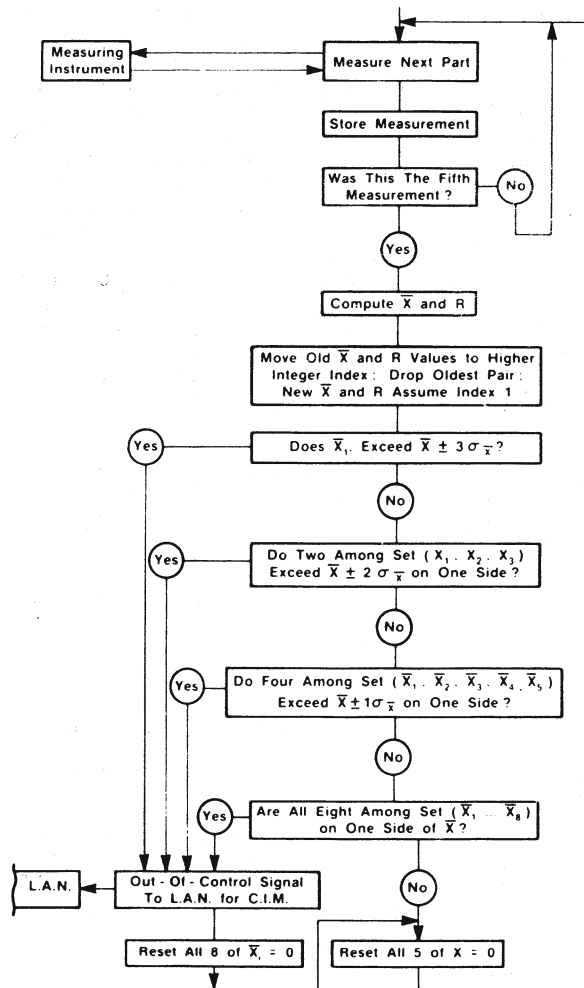 Measuring
Instrument
Measure Next Part
Store Measurement
Was This The Fifth
Measurement?
No
Yes
Compute X̅ and R
Move Old X̅ and R Values to Higher
Integer Index: Drop Oldest Pair:
New X̅ and R Assume Index 1
Yes
Does X̅₁. Exceed X̅ ± 3 σ x̅ ?
No
Yes
Do Two Among Set (X₁. X₂. X₃)
Exceed X̅ ± 2 σ x̅ on One Side?
No
Yes
Do Four Among Set (X̅₁. X̅₂. X̅₃. X̅₄. X̅₅)
Exceed X̅ ± 1σ x̅ on One Side?
No
Yes
Are All Eight Among Set (X̅₁ ... X̅₈)
on One Side of X̅?
No
L.A.N.
Out-Of-Control Signal
To L.A.N. for C.I.M.
Reset All 8 of X̅₁ = 0
Reset All 5 of X = 0